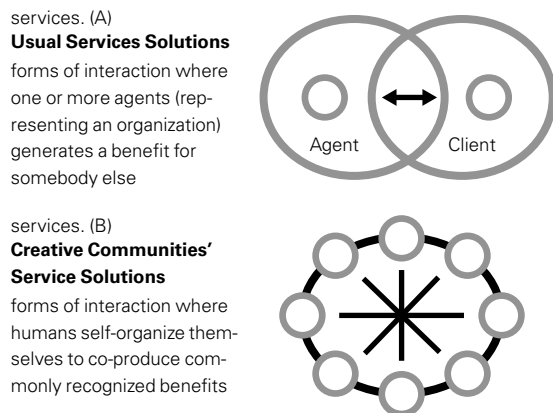 services. (A)
Usual Services Solutions
forms of interaction where
one or more agents (rep-
resenting an organization)
generates a benefit for
somebody else
Agent
Client
services. (B)
Creative Communities’
Service Solutions
forms of interaction where
humans self-organize them-
selves to co-produce com-
monly recognized benefits